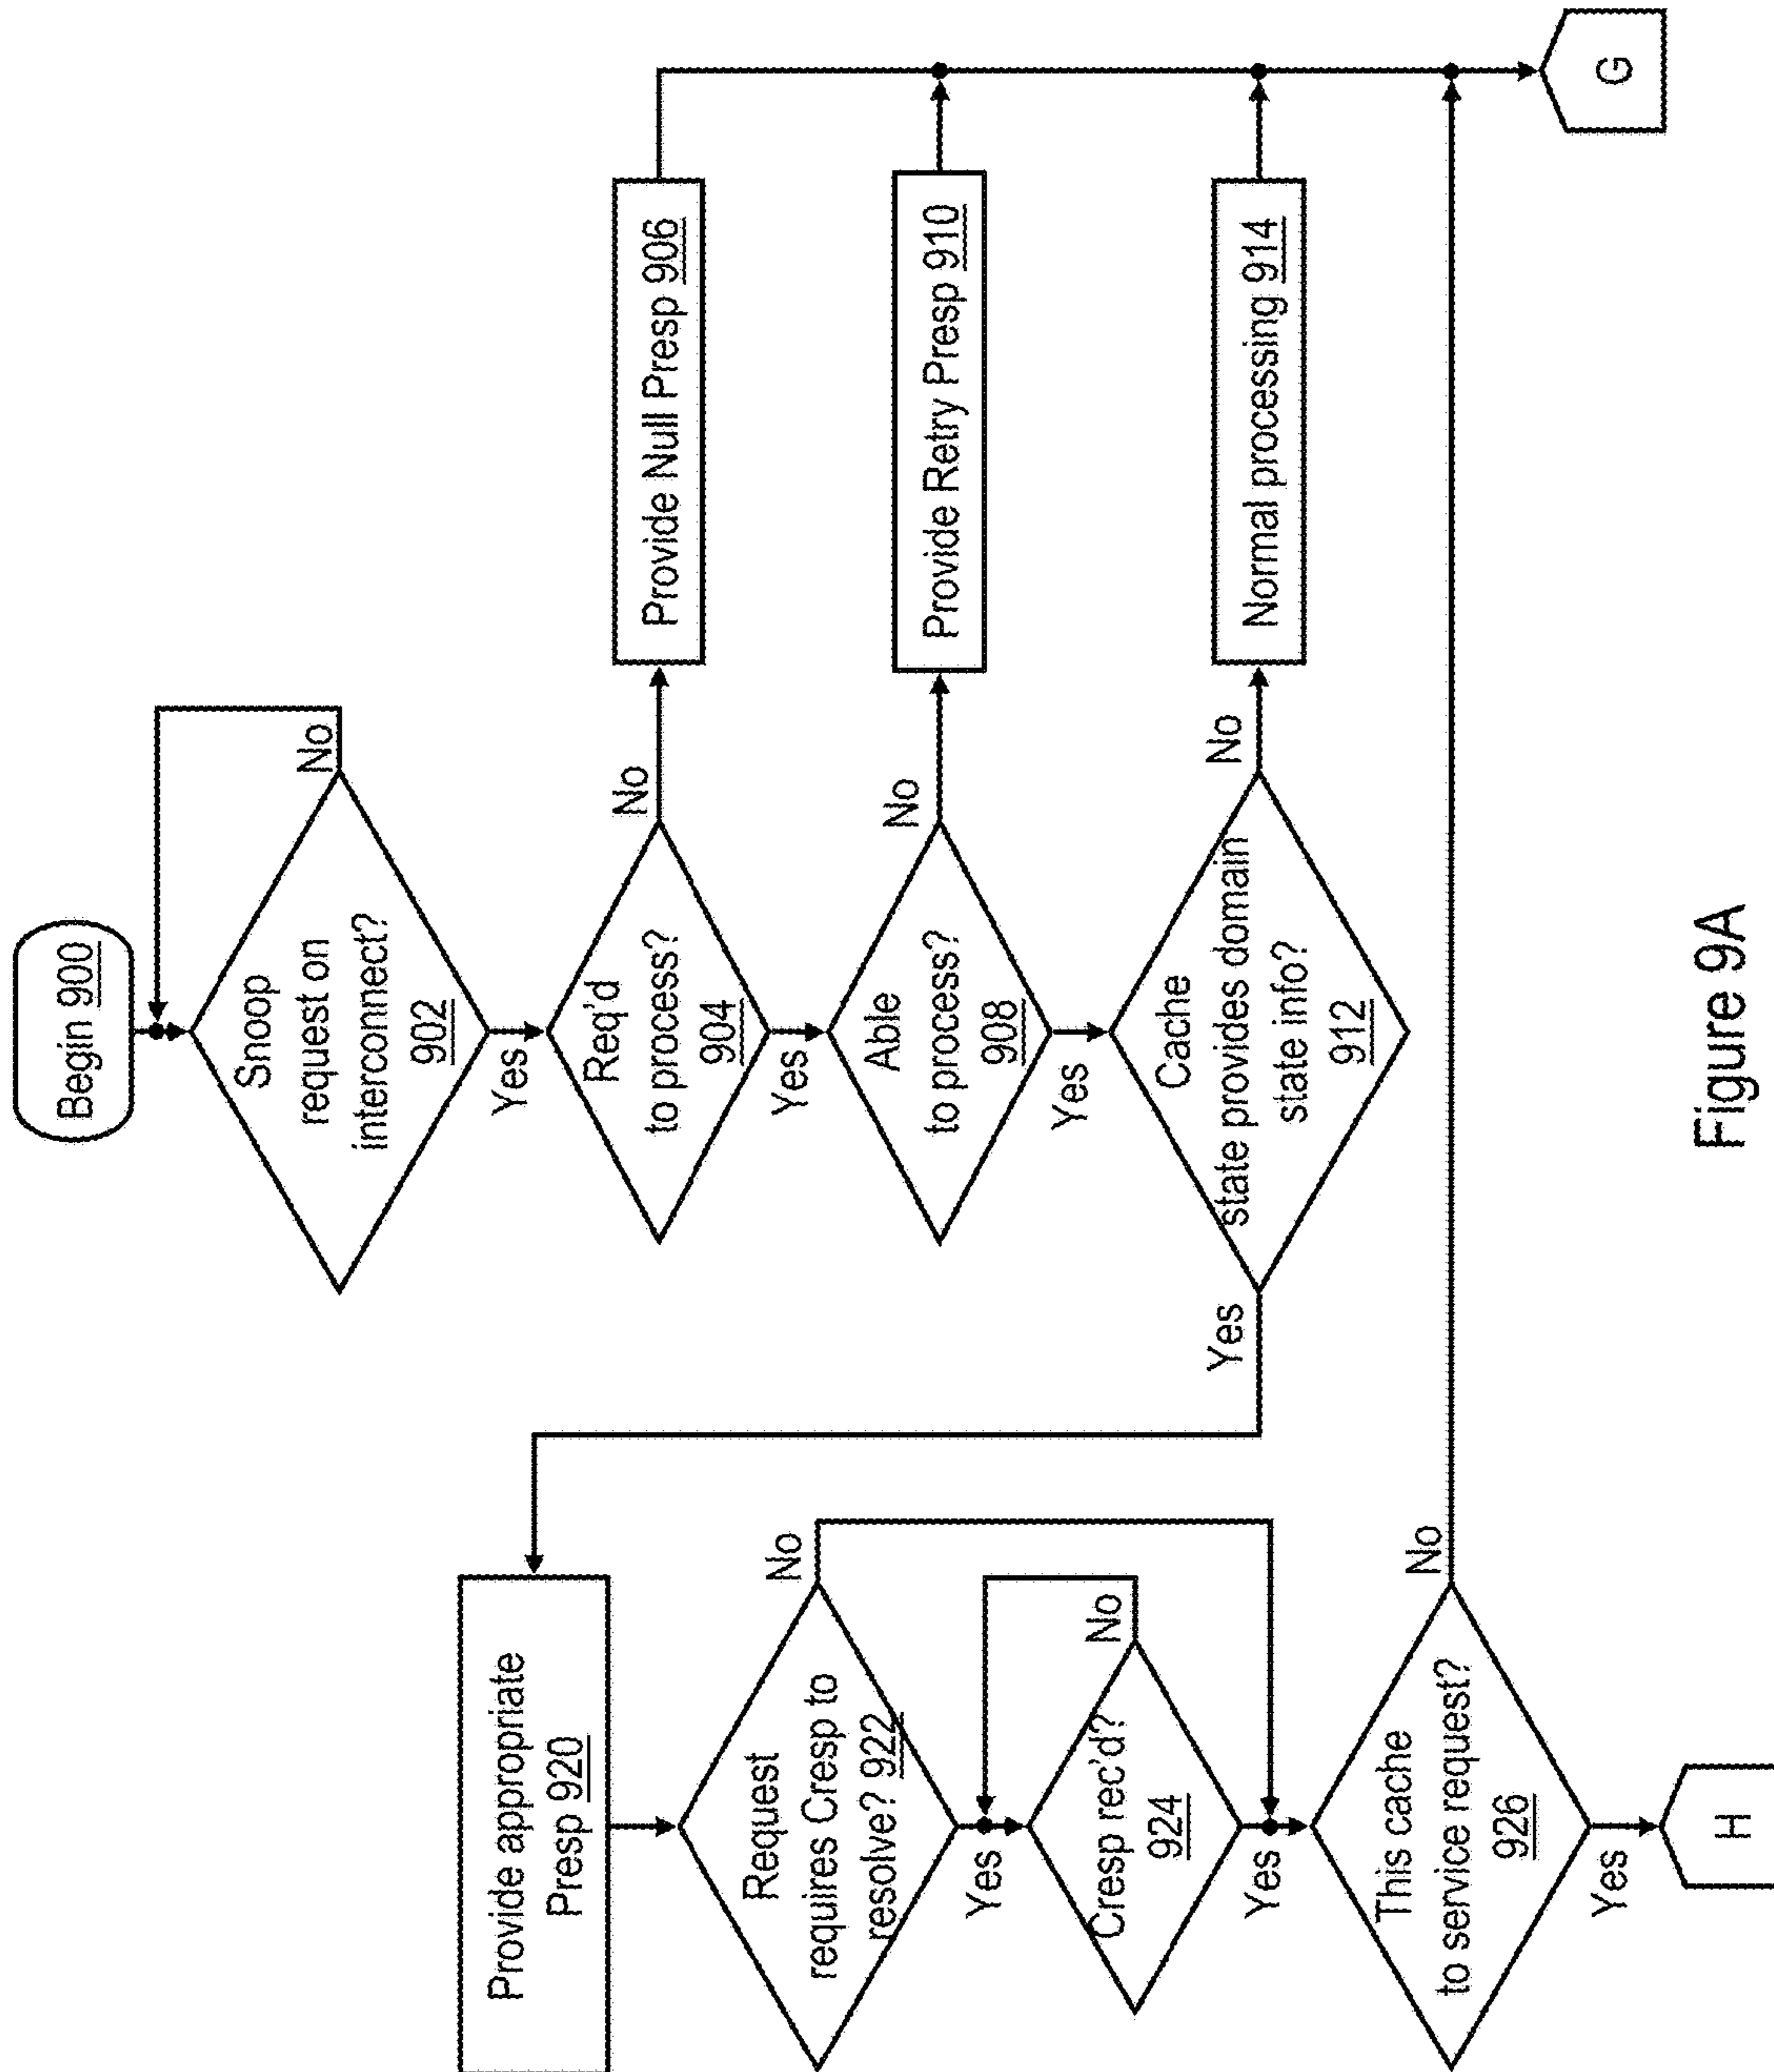 Begin 900
Snoop
request on
interconnect?
902
No
Yes
Req'd
to process?
904
No
Provide Null Presp 906
Yes
Able
to process?
908
No
Provide Retry Presp 910
Yes
Cache
state provides domain
state info?
912
No
Normal processing 914
Yes
Provide appropriate
Presp 920
Request
requires Cresp to
resolve? 922
No
Yes
Cresp rec'd?
924
No
Yes
This cache
to service request?
926
No
Yes
H
G
Figure 9A